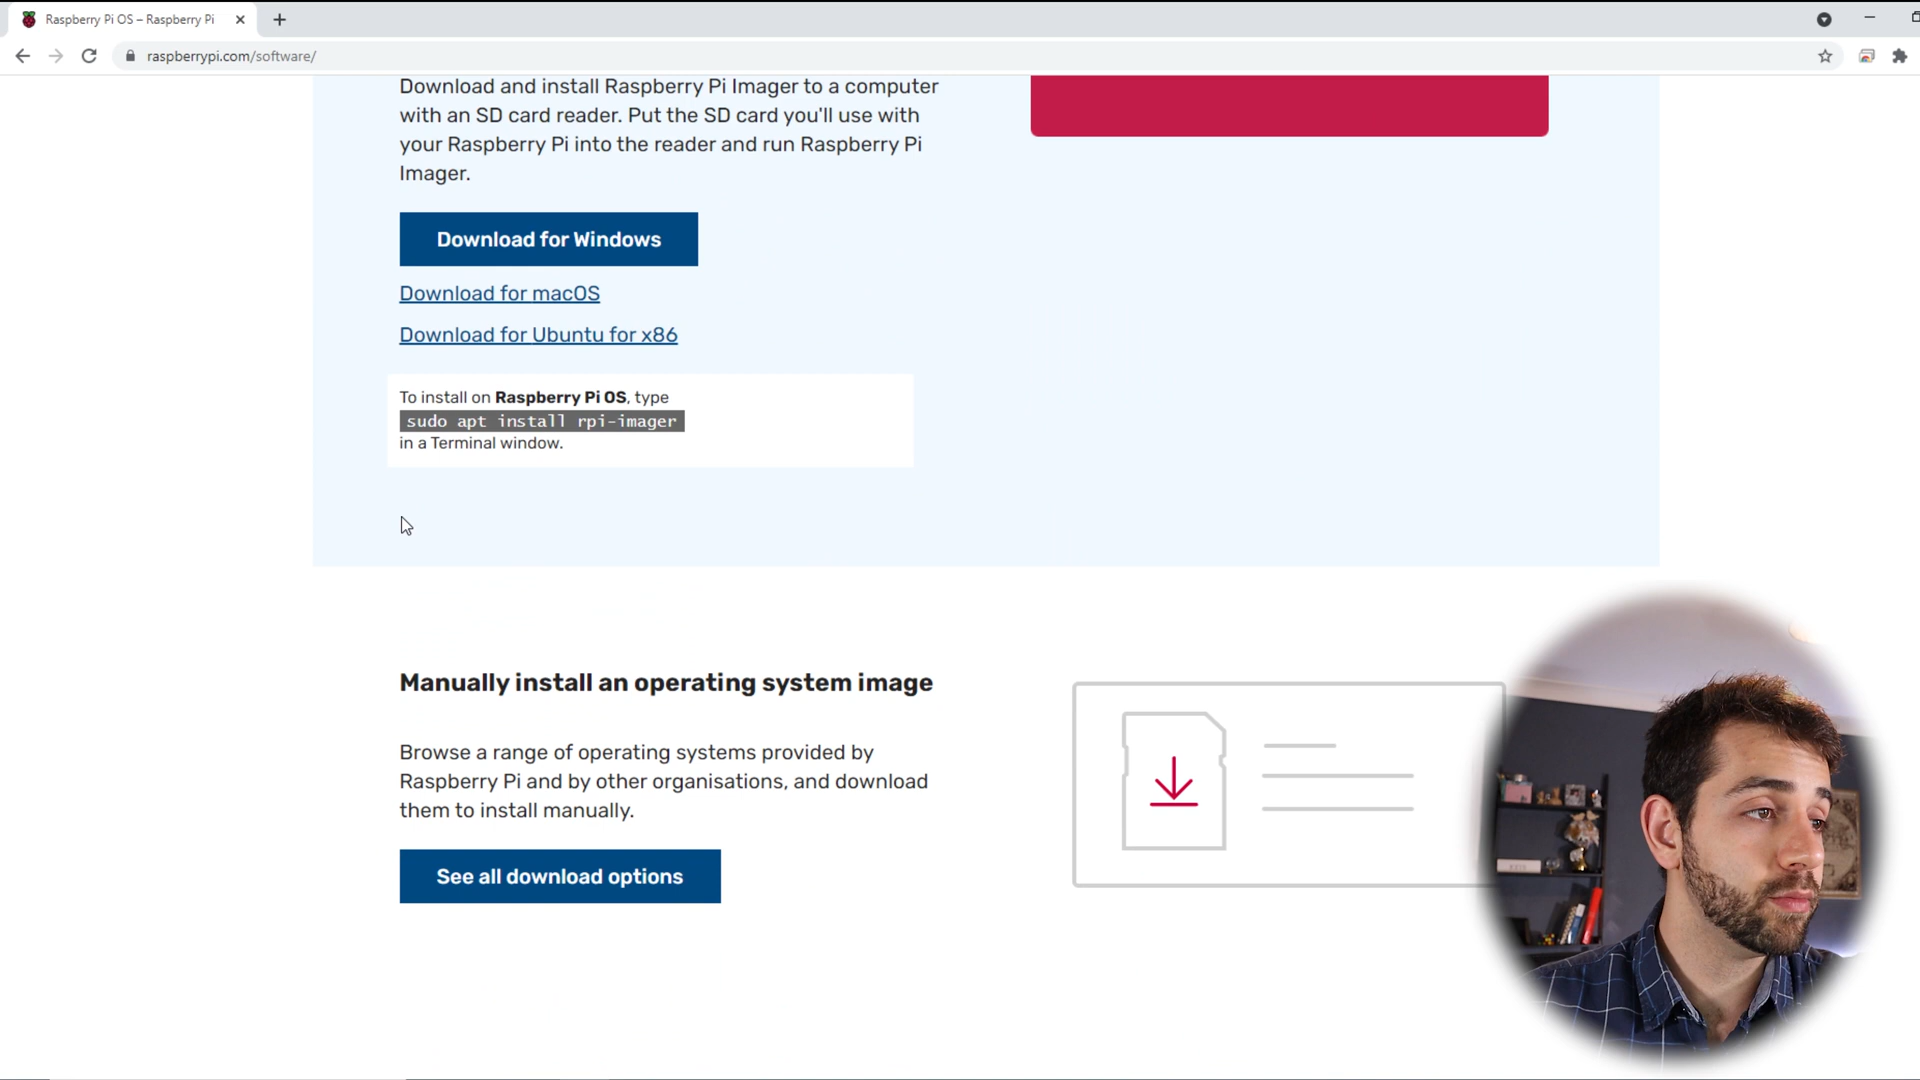 Raspberry Pi OS – Raspberry Pi
raspberrypi.com/software/
Download and install Raspberry Pi Imager to a computer
with an SD card reader. Put the SD card you'll use with
your Raspberry Pi into the reader and run Raspberry Pi
Imager.
Download for Windows
Download for macOS
Download for Ubuntu for x86
To install on Raspberry Pi OS, type
sudo apt install rpi-imager
in a Terminal window.
Manually install an operating system image
Browse a range of operating systems provided by
Raspberry Pi and by other organisations, and download
them to install manually.
See all download options